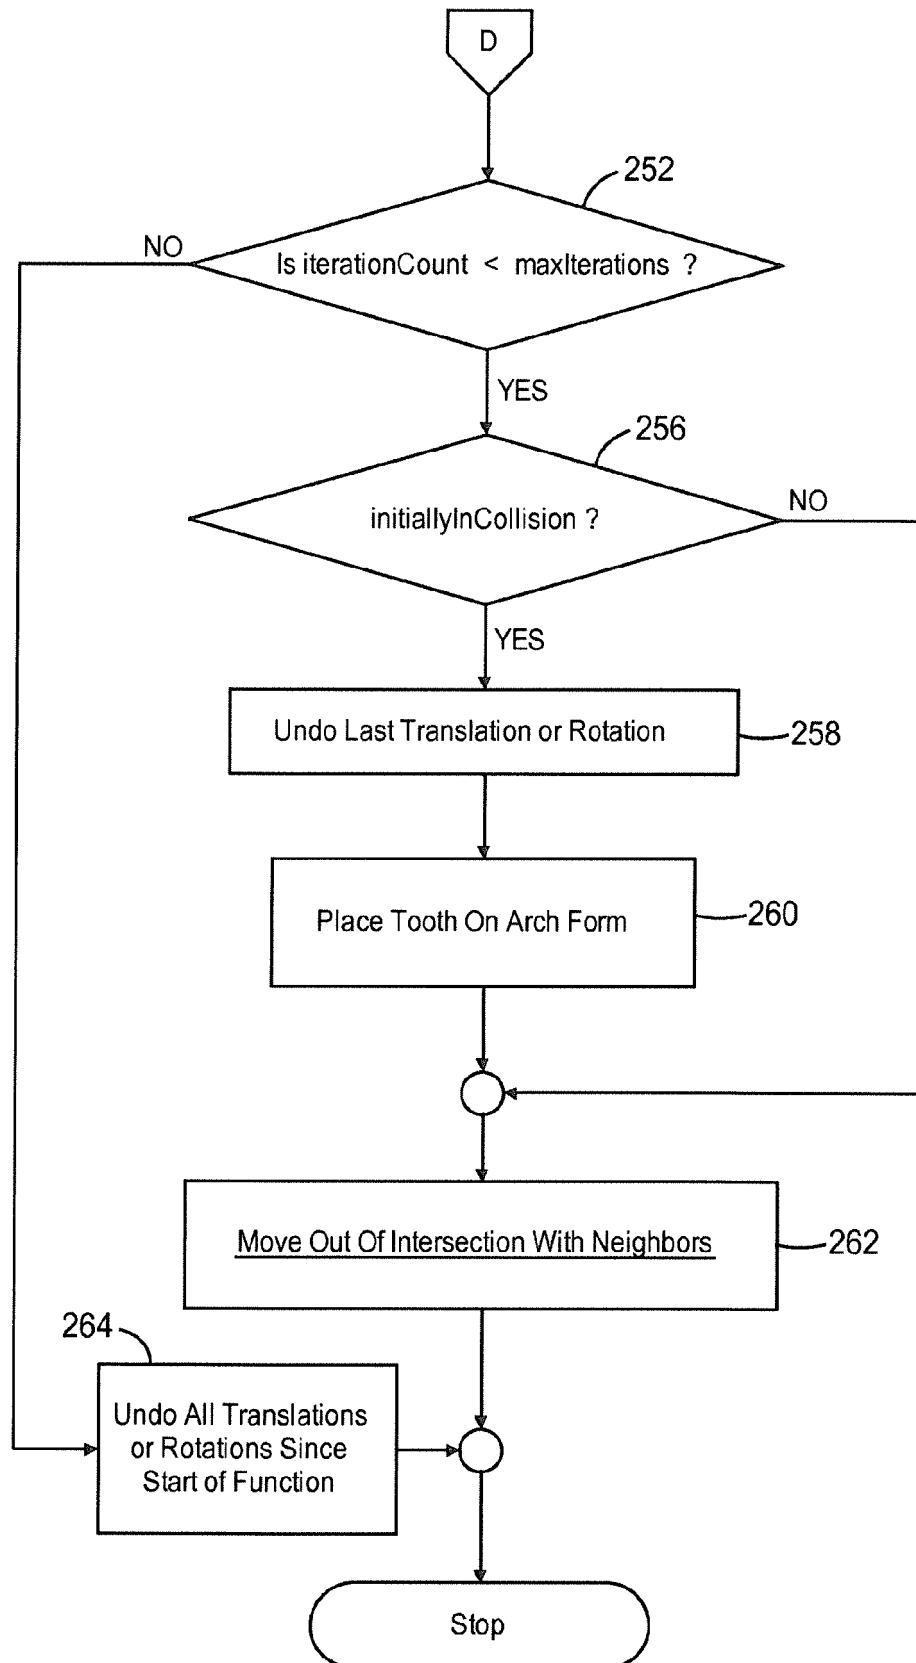 D
252
NO
Is iterationCount < maxIterations ?
YES
256
NO
initiallyInCollision ?
YES
Undo Last Translation or Rotation
258
Place Tooth On Arch Form
260
Move Out Of Intersection With Neighbors
262
264
Undo All Translations
or Rotations Since
Start of Function
Stop